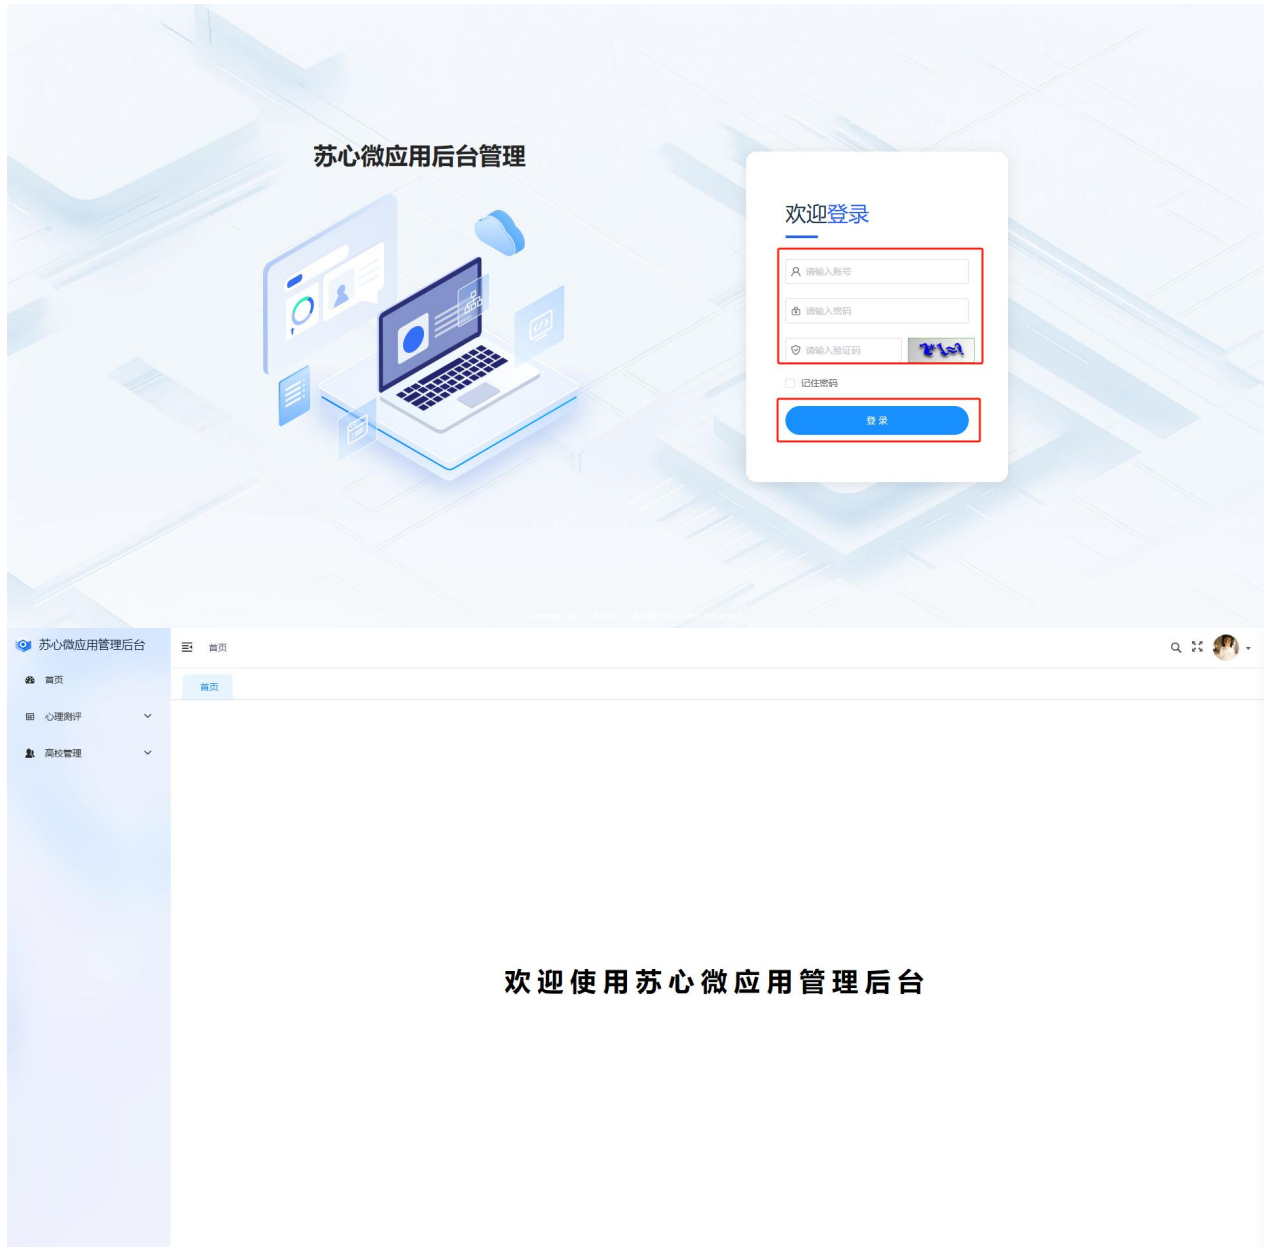 苏心微应用后台管理
欢迎登录
请输入账号
请输入密码
请输入验证码
记住密码
登 录
苏心微应用管理后台
首页
首页
首页
心理测评
高校管理
欢迎使用苏心微应用管理后台